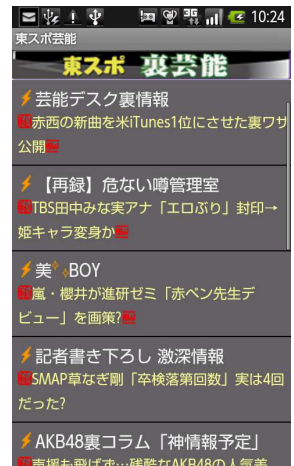 3G 10:24
東スポ芸能
東スポ 裏芸能
芸能デスク裏情報
赤西の新曲を米iTunes1位にさせた裏ワザ
公開
【再録】危ない噂管理室
TBS田中みな実アナ「エロぶり」封印→
姫キャラ変身か
美BOY
嵐・櫻井が進研ゼミ「赤ペン先生デ
ビュー」を画策?
記者書き下ろし 激深情報
SMAP草なぎ剛「卒検落第回数」実は4回
だった?
AKB48裏コラム「神情報予定」